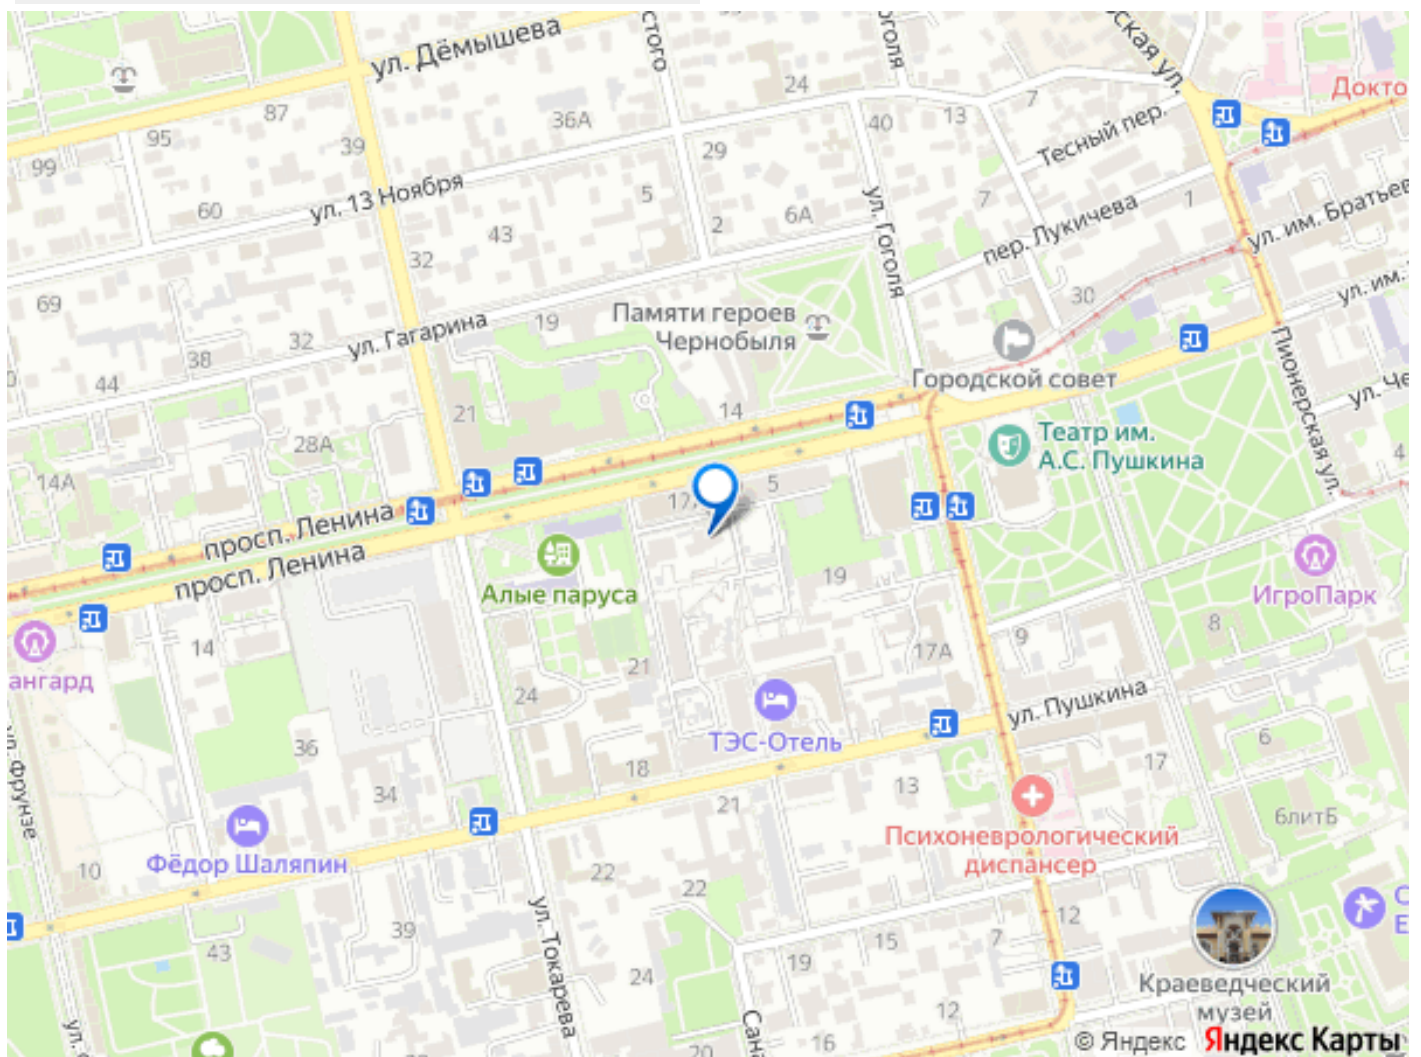 ул. Дёмышева
24
7
Докто
87
36А
40
13
Тесный пер.
95
39
29
99
ул. 13 Ноября
5
ул. Гоголя
7
пер. Лукичева
1
60
2
6А
ул. им. Братьев
43
32
69
Памяти героев
Чернобыля
30
ул. им.
19
ул. Гагарина
32
38
44
Городской совет
Пионерская ул.
21
14
28А
Театр им.
А.С. Пушкина
4
14А
5
просп. Ленина
просп. Ленина
Алые паруса
19
ИгроПарк
8
9
14
17А
ангард
21
24
ул. Пушкина
ТЭС-Отель
36
6
17
18
13
34
21
6литБ
Фёдор Шаляпин
Психоневрологический
диспансер
10
22
22
ул. Фрунзе
12
ул. Токарева
39
15
7
43
19
24
Краеведческий
музей
12
16
20
© Яндекс Яндекс Карты